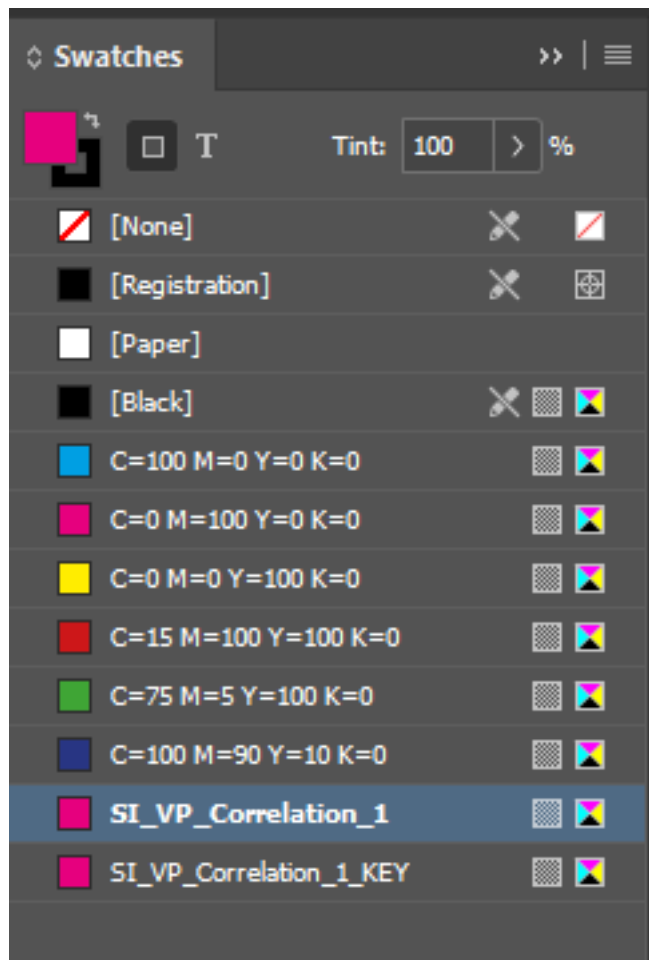 Swatches
T Tint: 100 %
[None]
[Registration]
[Paper]
[Black]
C=100 M=0 Y=0 K=0
C=0 M=100 Y=0 K=0
C=0 M=0 Y=100 K=0
C=15 M=100 Y=100 K=0
C=75 M=5 Y=100 K=0
C=100 M=90 Y=10 K=0
SI_VP_Correlation_1
SI_VP_Correlation_1_KEY